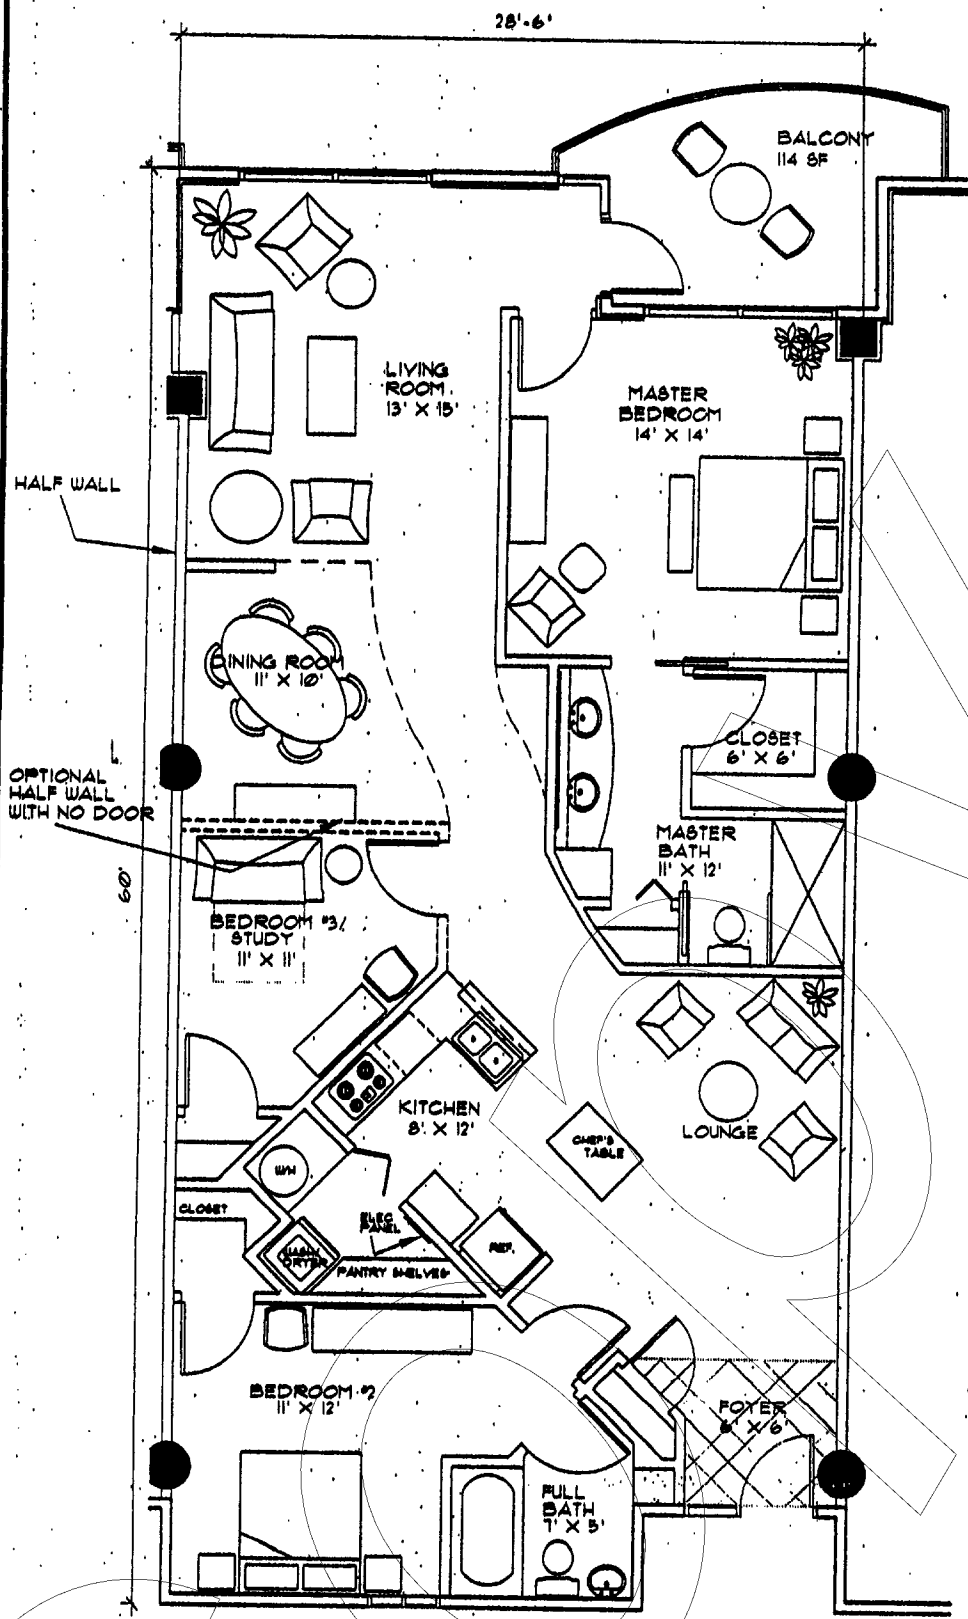 28'-6'
BALCONY
114 SF
LIVING
ROOM
13' X 15'
MASTER
BEDROOM
14' X 14'
HALF WALL
DINING ROOM
11' X 10'
CLOSET
6' X 6'
OPTIONAL
HALF WALL
WITH NO DOOR
MASTER
BATH
11' X 12'
60'
BEDROOM #3/
STUDY
11' X 11'
KITCHEN
8' X 12'
LOUNGE
CHEF'S
TABLE
W/H
CLOSET
ELEC
PANEL
REF.
WASH/
DRYER
PANTRY SHELVES
BEDROOM #2
11' X 12'
FOYER
6' X 6'
FULL
BATH
7' X 5'